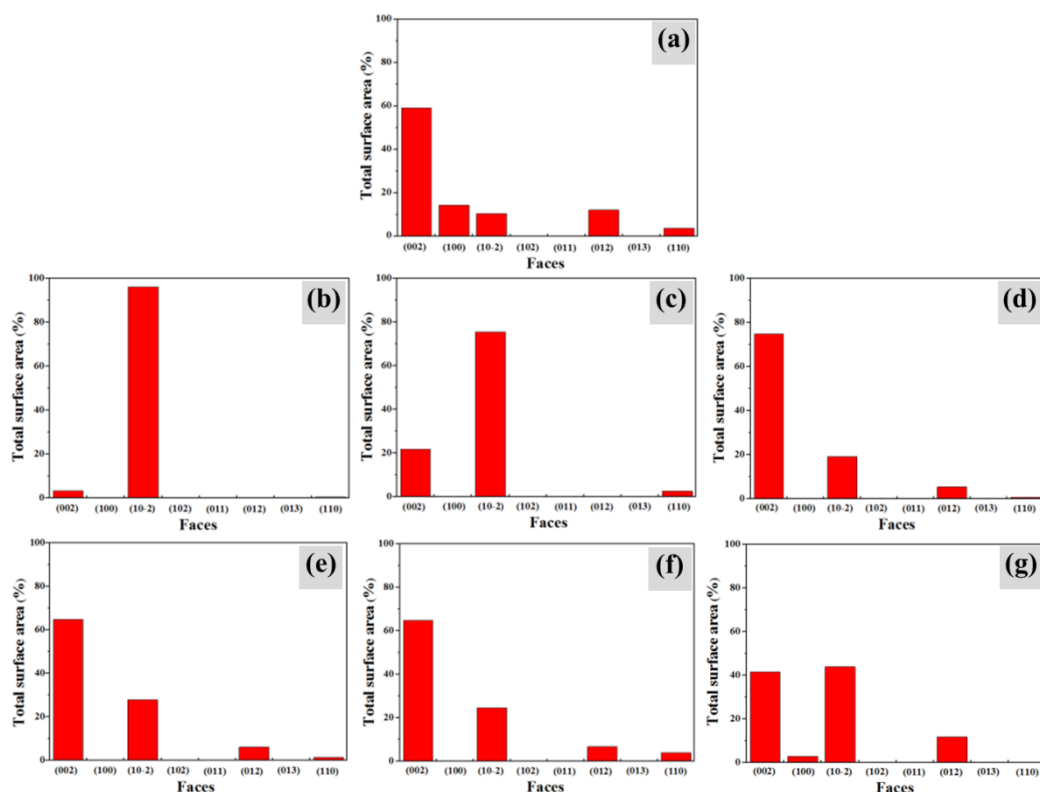 (a)
Total surface area (%)
100
80
60
40
20
0
(002) (100) (10-2) (102) (011) (012) (013) (110)
Faces
(b)
Total surface area (%)
100
80
60
40
20
0
(002) (100) (10-2) (102) (011) (012) (013) (110)
Faces
(c)
Total surface area (%)
100
80
60
40
20
0
(002) (100) (10-2) (102) (011) (012) (013) (110)
Faces
(d)
Total surface area (%)
100
80
60
40
20
0
(002) (100) (10-2) (102) (011) (012) (013) (110)
Faces
(e)
Total surface area (%)
100
80
60
40
20
0
(002) (100) (10-2) (102) (011) (012) (013) (110)
Faces
(f)
Total surface area (%)
100
80
60
40
20
0
(002) (100) (10-2) (102) (011) (012) (013) (110)
Faces
(g)
Total surface area (%)
100
80
60
40
20
0
(002) (100) (10-2) (102) (011) (012) (013) (110)
Faces